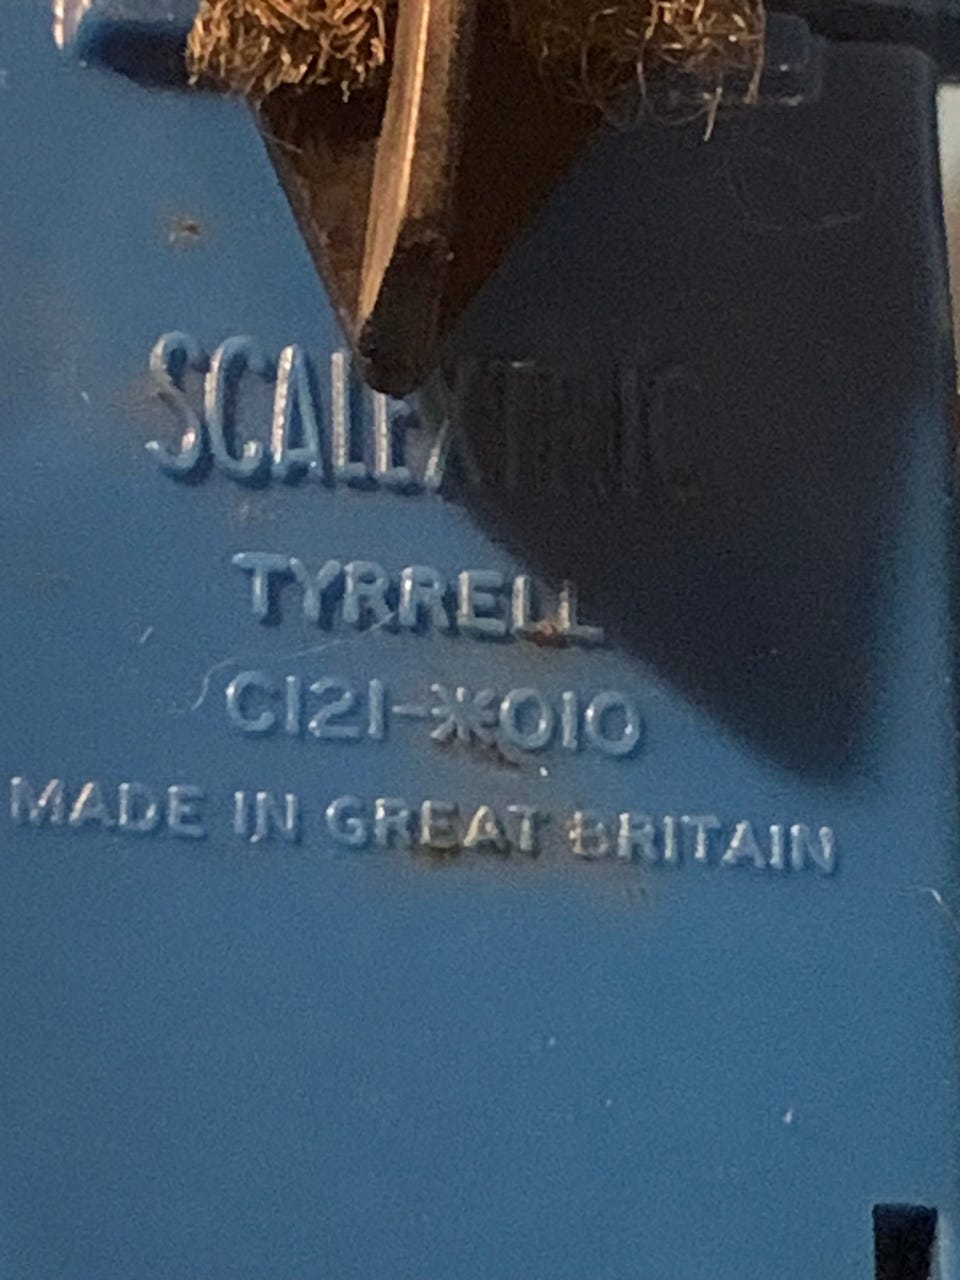 SCALEXTRIC
TYRRELL
C121-*010
MADE IN GREAT BRITAIN